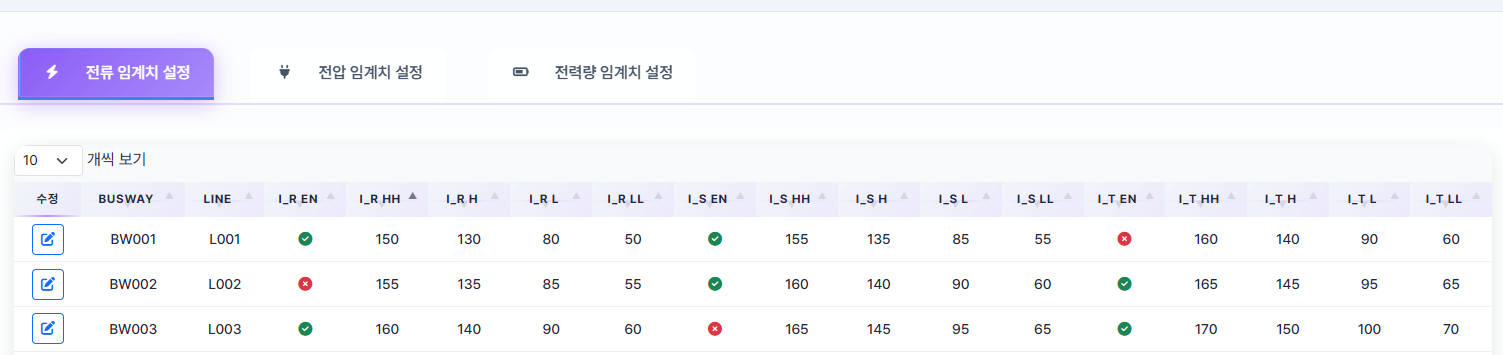 전류 임계치 설정 전압 임계치 설정 전력량 임계치 설정
10 개씩 보기
수정 BUSWAY LINE I_R EN I_R HH I_R H I_R L I_R LL I_S EN I_S HH I_S H I_S L I_S LL I_T EN I_T HH I_T H I_T L I_T LL
BW001 L001 150 130 80 50 155 135 85 55 160 140 90 60
BW002 L002 155 135 85 55 160 140 90 60 165 145 95 65
BW003 L003 160 140 90 60 165 145 95 65 170 150 100 70